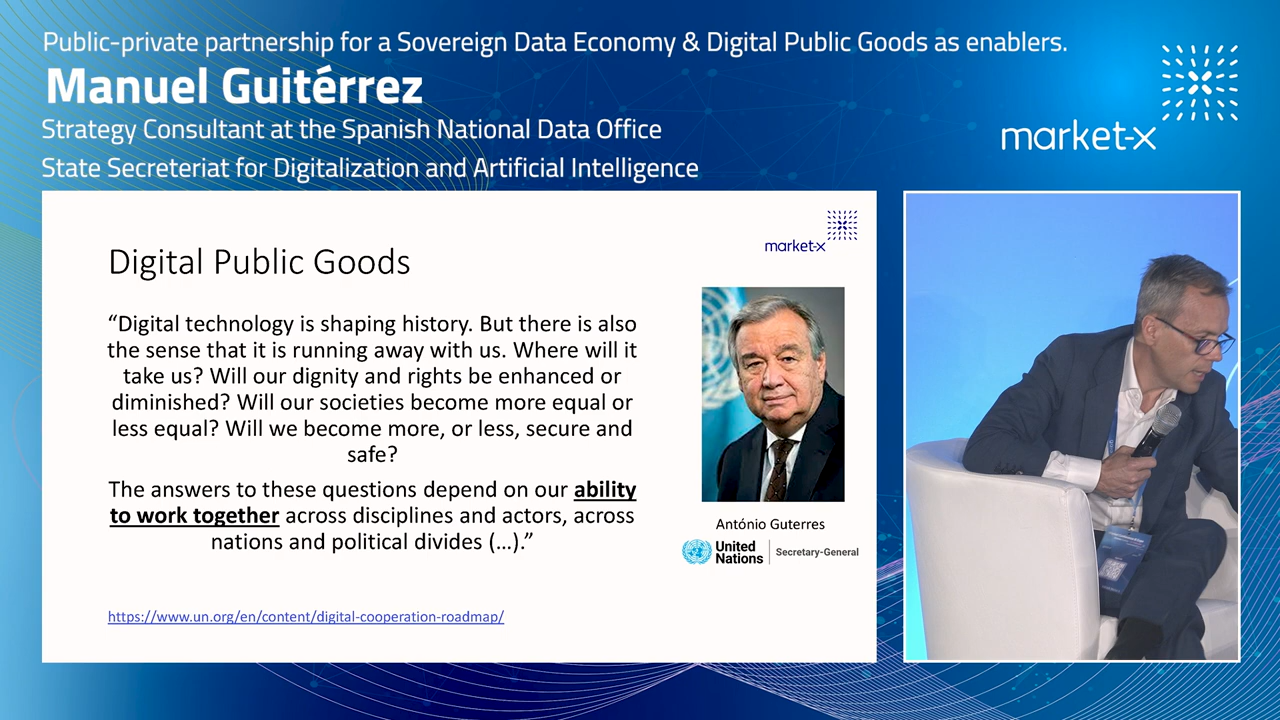 Public-private partnership for a Sovereign Data Economy & Digital Public Goods as enablers.
Manuel Guitérrez
Strategy Consultant at the Spanish National Data Office
State Secreteriat for Digitalization and Artificial Intelligence
market-x
market-x
Digital Public Goods
“Digital technology is shaping history. But there is also
the sense that it is running away with us. Where will it
take us? Will our dignity and rights be enhanced or
diminished? Will our societies become more equal or
less equal? Will we become more, or less, secure and
safe?
The answers to these questions depend on our ability
to work together across disciplines and actors, across
nations and political divides (…).”
António Guterres
United
Nations
Secretary-General
https://www.un.org/en/content/digital-cooperation-roadmap/